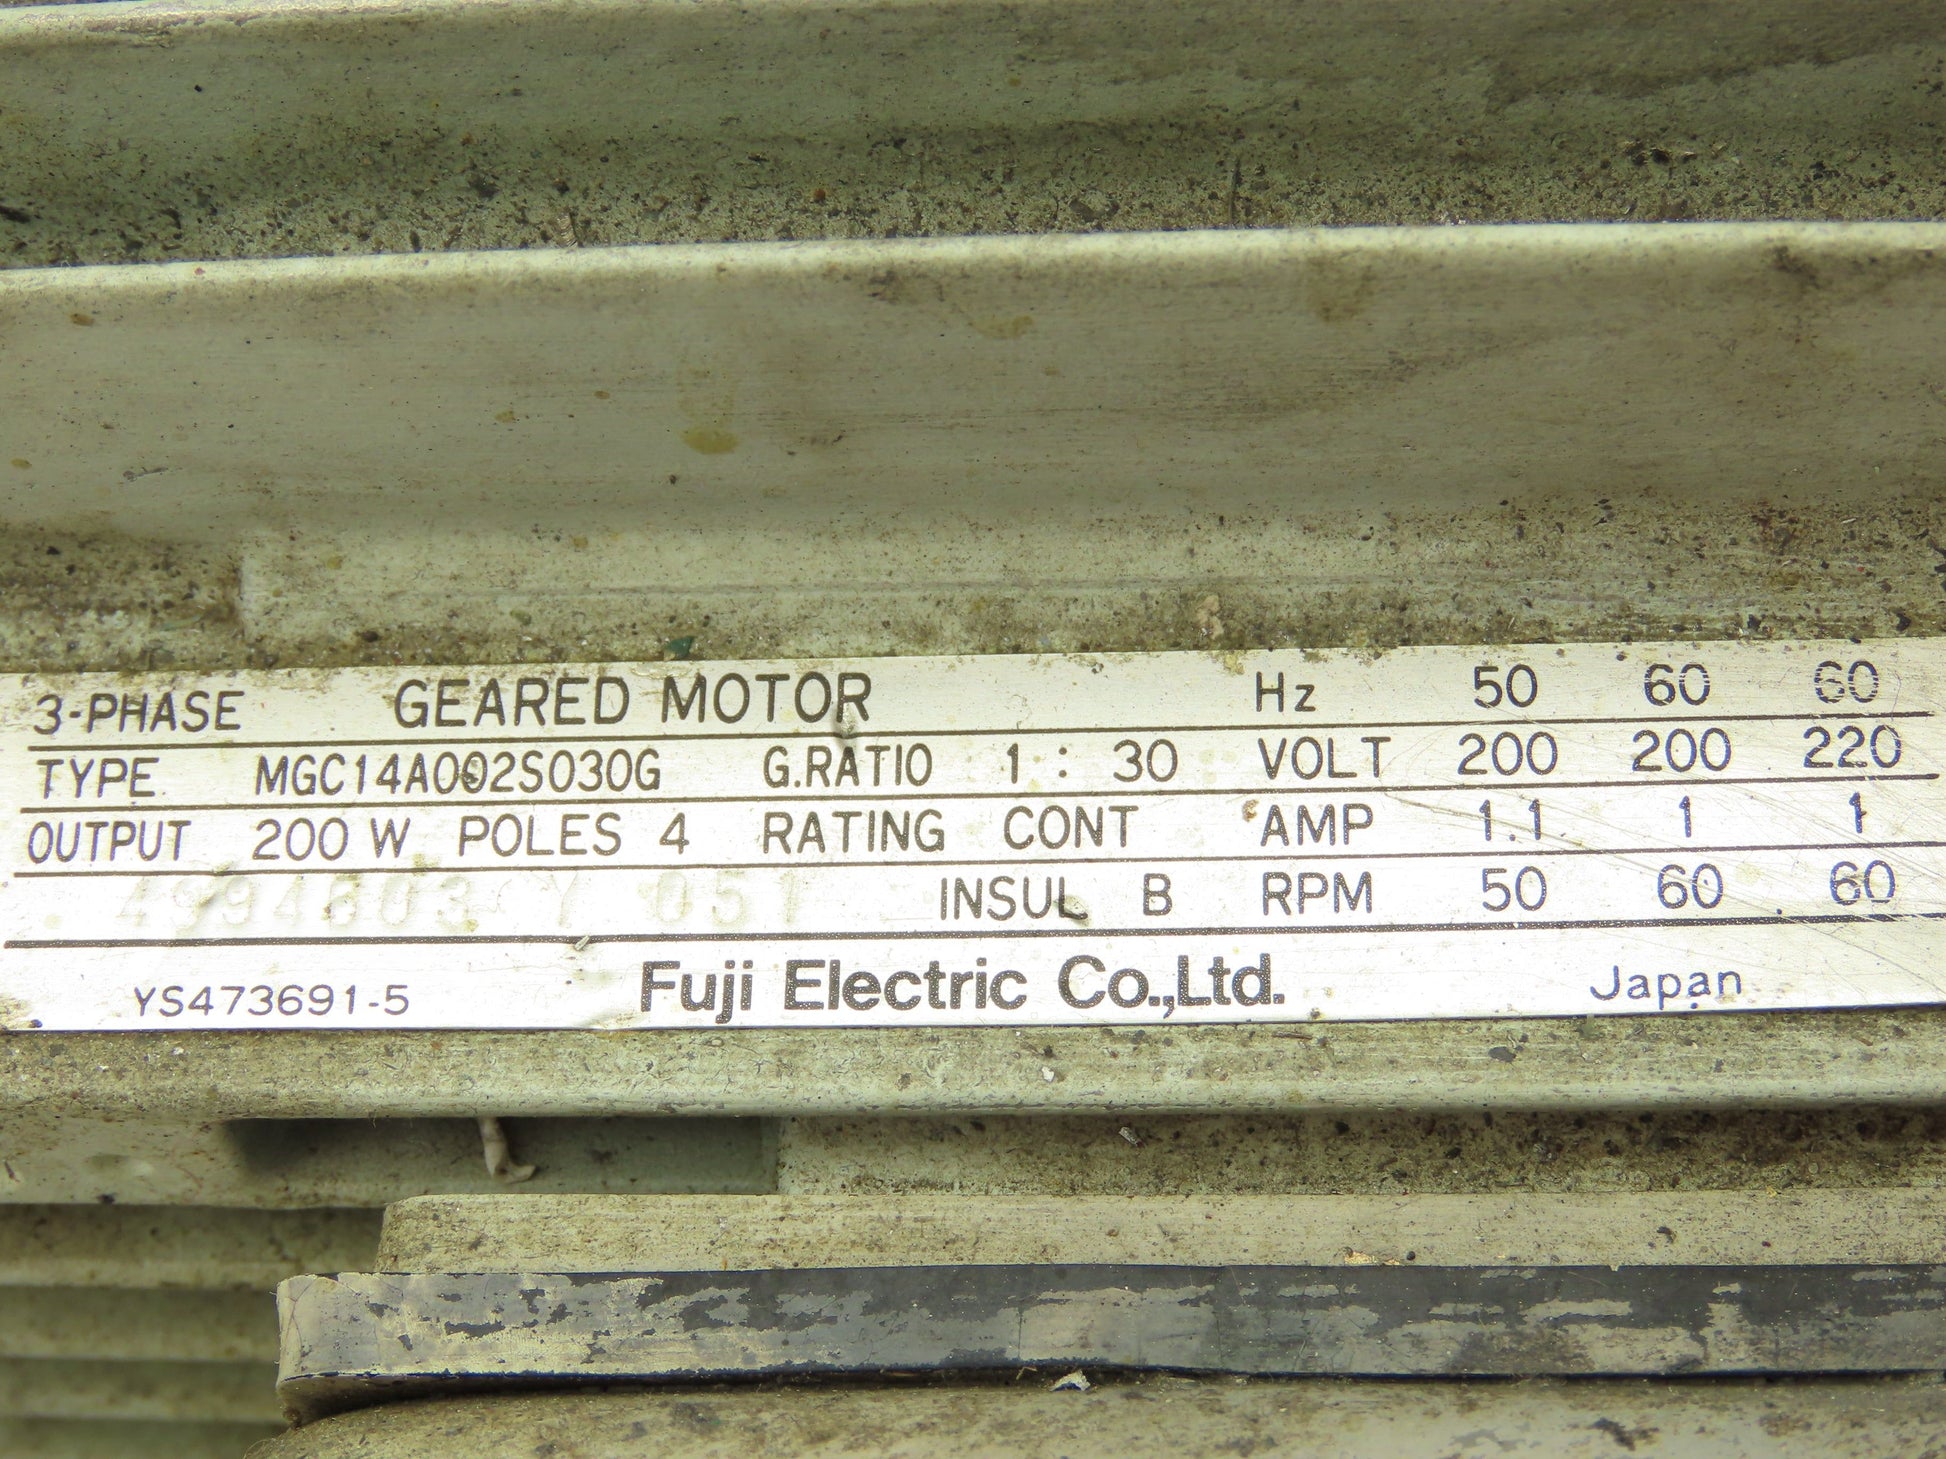 3-PHASE GEARED MOTOR Hz 50 60 60
TYPE MGC14A002S030G G.RATIO 1 : 30 VOLT 200 200 220
OUTPUT 200 W POLES 4 RATING CONT AMP 1.1 1 1
4994603 Y 051 INSUL B RPM 50 60 60
YS473691-5 Fuji Electric Co.,Ltd. Japan